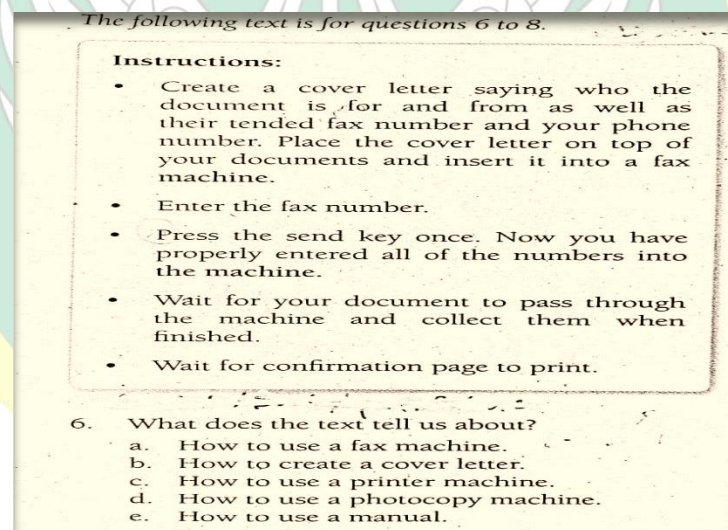 The following text is for questions 6 to 8.
Instructions:
• Create a cover letter saying who the
document is for and from as well as
their tended fax number and your phone
number. Place the cover letter on top of
your documents and insert it into a fax
machine.
• Enter the fax number.
• Press the send key once. Now you have
properly entered all of the numbers into
the machine.
• Wait for your document to pass through
the machine and collect them when
finished.
• Wait for confirmation page to print.
6. What does the text tell us about?
a. How to use a fax machine.
b. How to create a cover letter.
c. How to use a printer machine.
d. How to use a photocopy machine.
e. How to use a manual.